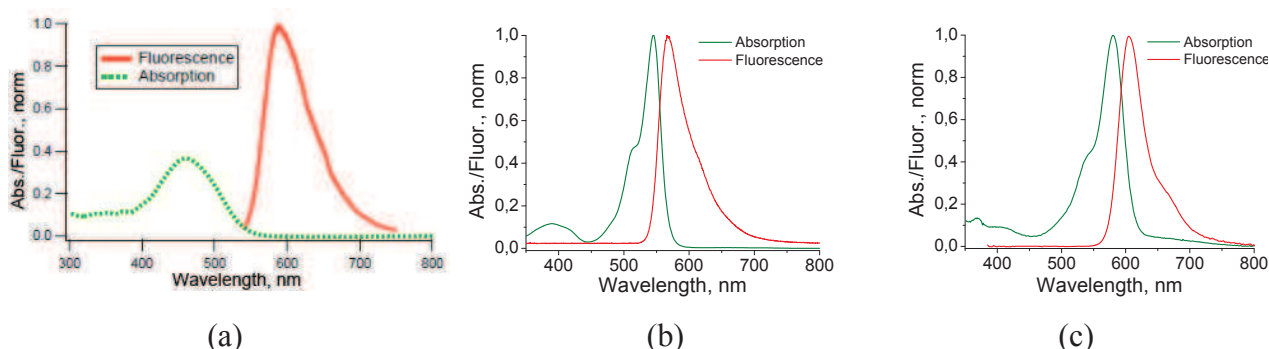 1.0
0.8
0.6
0.4
0.2
0.0
Abs./Fluor., norm
Fluorescence
Absorption
300 400 500 600 700 800
Wavelength, nm
(a)
1,0
0,8
0,6
0,4
0,2
0,0
Abs./Fluor., norm
Absorption
Fluorescence
400 500 600 700 800
Wavelength, nm
(b)
1,0
0,8
0,6
0,4
0,2
0,0
Abs./Fluor., norm
Absorption
Fluorescence
400 500 600 700 800
Wavelength, nm
(c)